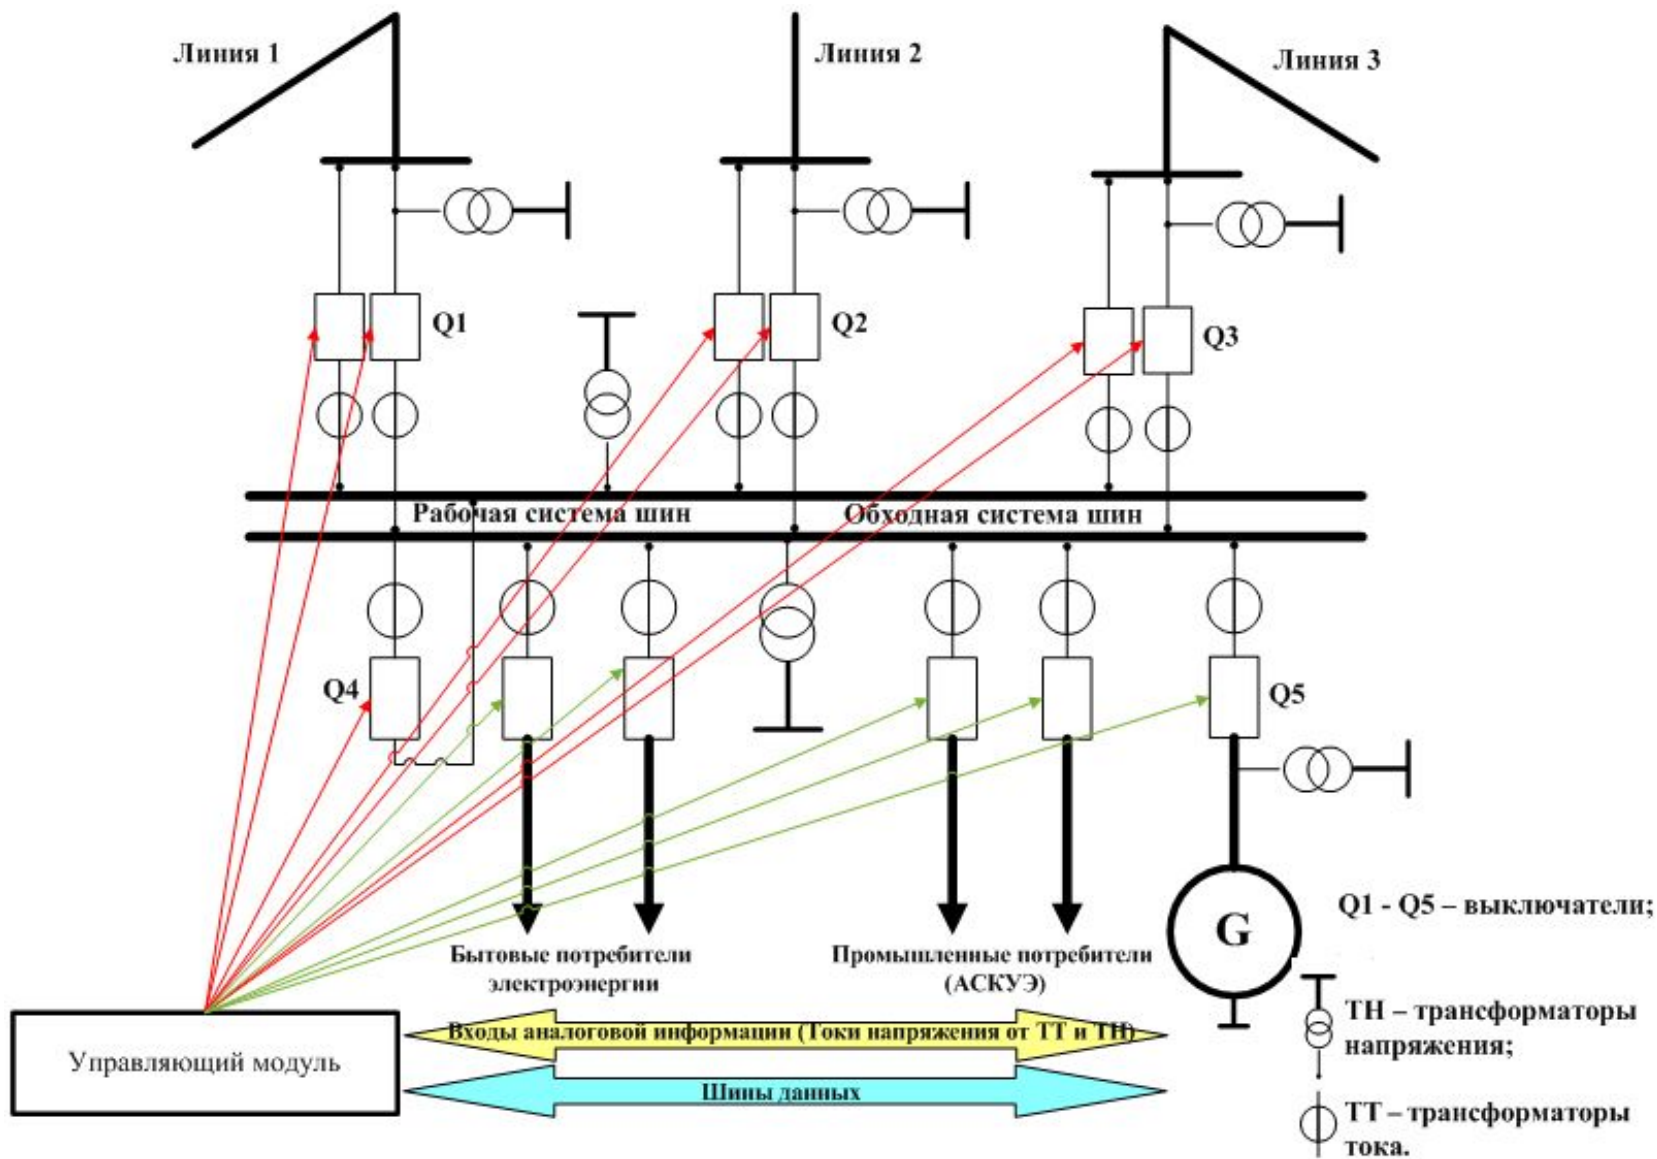 Линия 1
Линия 2
Линия 3
Q1
Q2
Q3
Рабочая система шин
Обходная система шин
Q4
Q5
Q1 - Q5 – выключатели;
G
Бытовые потребители
электроэнергии
Промышленные потребители
(АСКУЭ)
ТН – трансформаторы
напряжения;
Входы аналоговой информации (Токи напряжения от ТТ и ТН)
Управляющий модуль
Шины данных
ТТ – трансформаторы
тока.